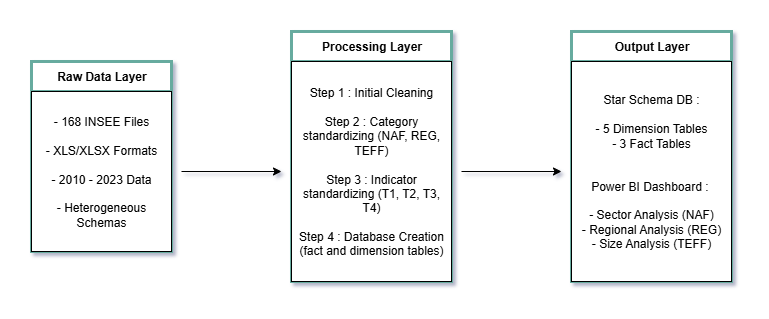 Raw Data Layer
- 168 INSEE Files
- XLS/XLSX Formats
- 2010 - 2023 Data
- Heterogeneous
Schemas
Processing Layer
Step 1 : Initial Cleaning
Step 2 : Category
standardizing (NAF, REG,
TEFF)
Step 3 : Indicator
standardizing (T1, T2, T3,
T4)
Step 4 : Database Creation
(fact and dimension tables)
Output Layer
Star Schema DB :
- 5 Dimension Tables
- 3 Fact Tables
Power BI Dashboard :
- Sector Analysis (NAF)
- Regional Analysis (REG)
- Size Analysis (TEFF)